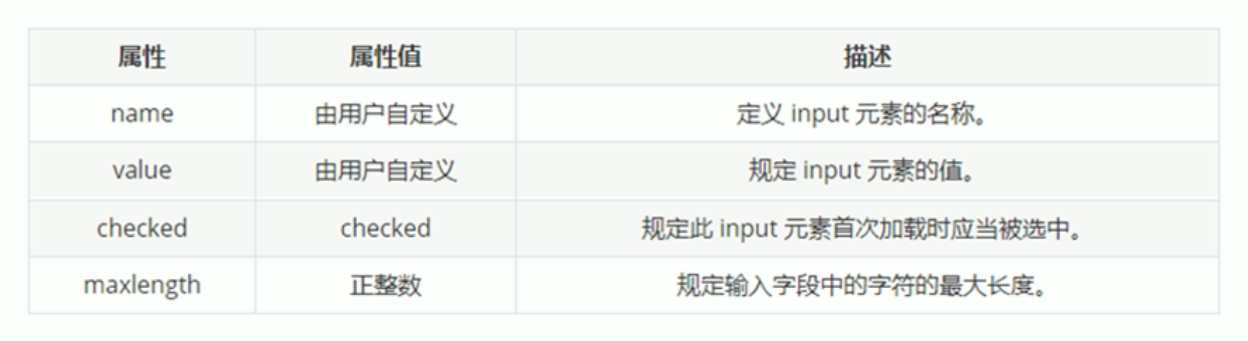 属性 属性值 描述
name 由用户自定义 定义 input 元素的名称。
value 由用户自定义 规定 input 元素的值。
checked checked 规定此 input 元素首次加载时应当被选中。
maxlength 正整数 规定输入字段中的字符的最大长度。